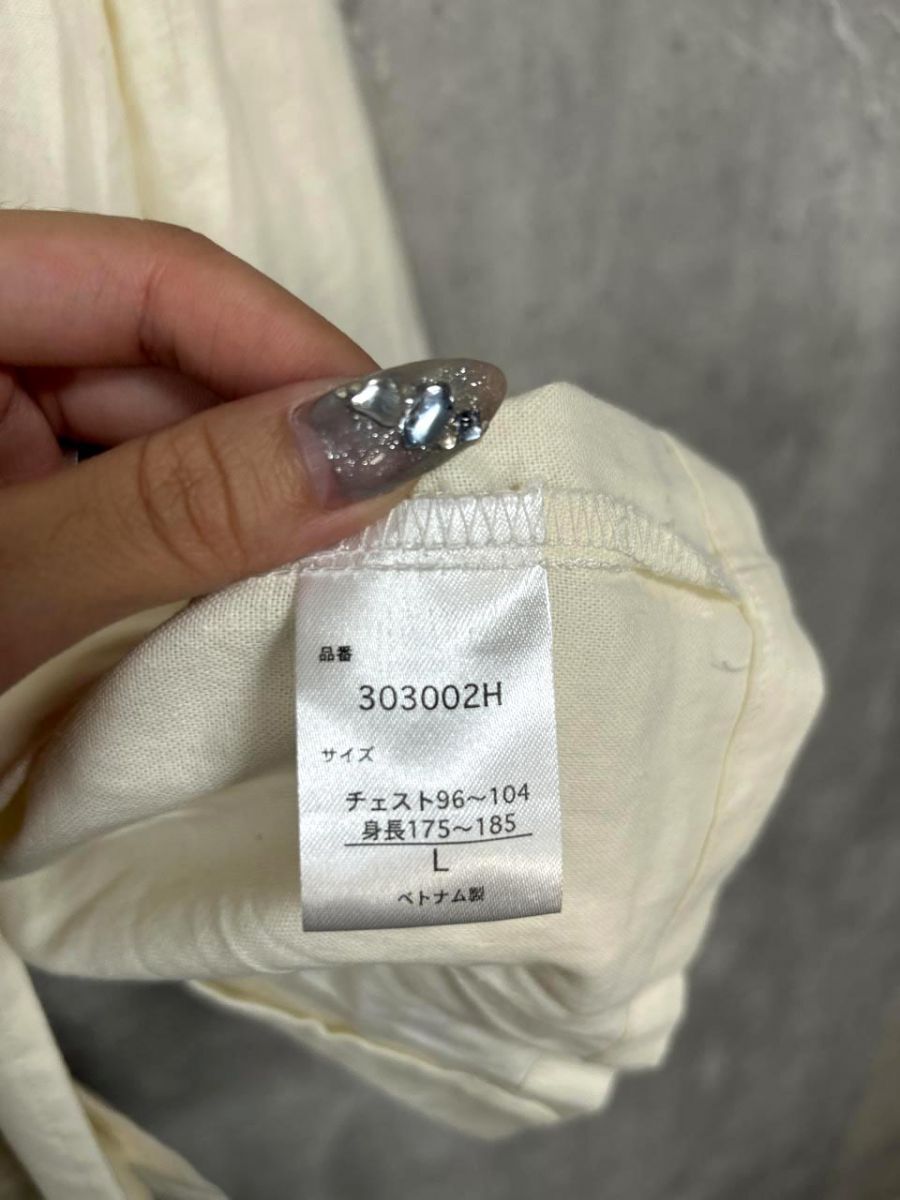 品番
303002H
サイズ
チェスト96～104
身長175～185
L
ベトナム製